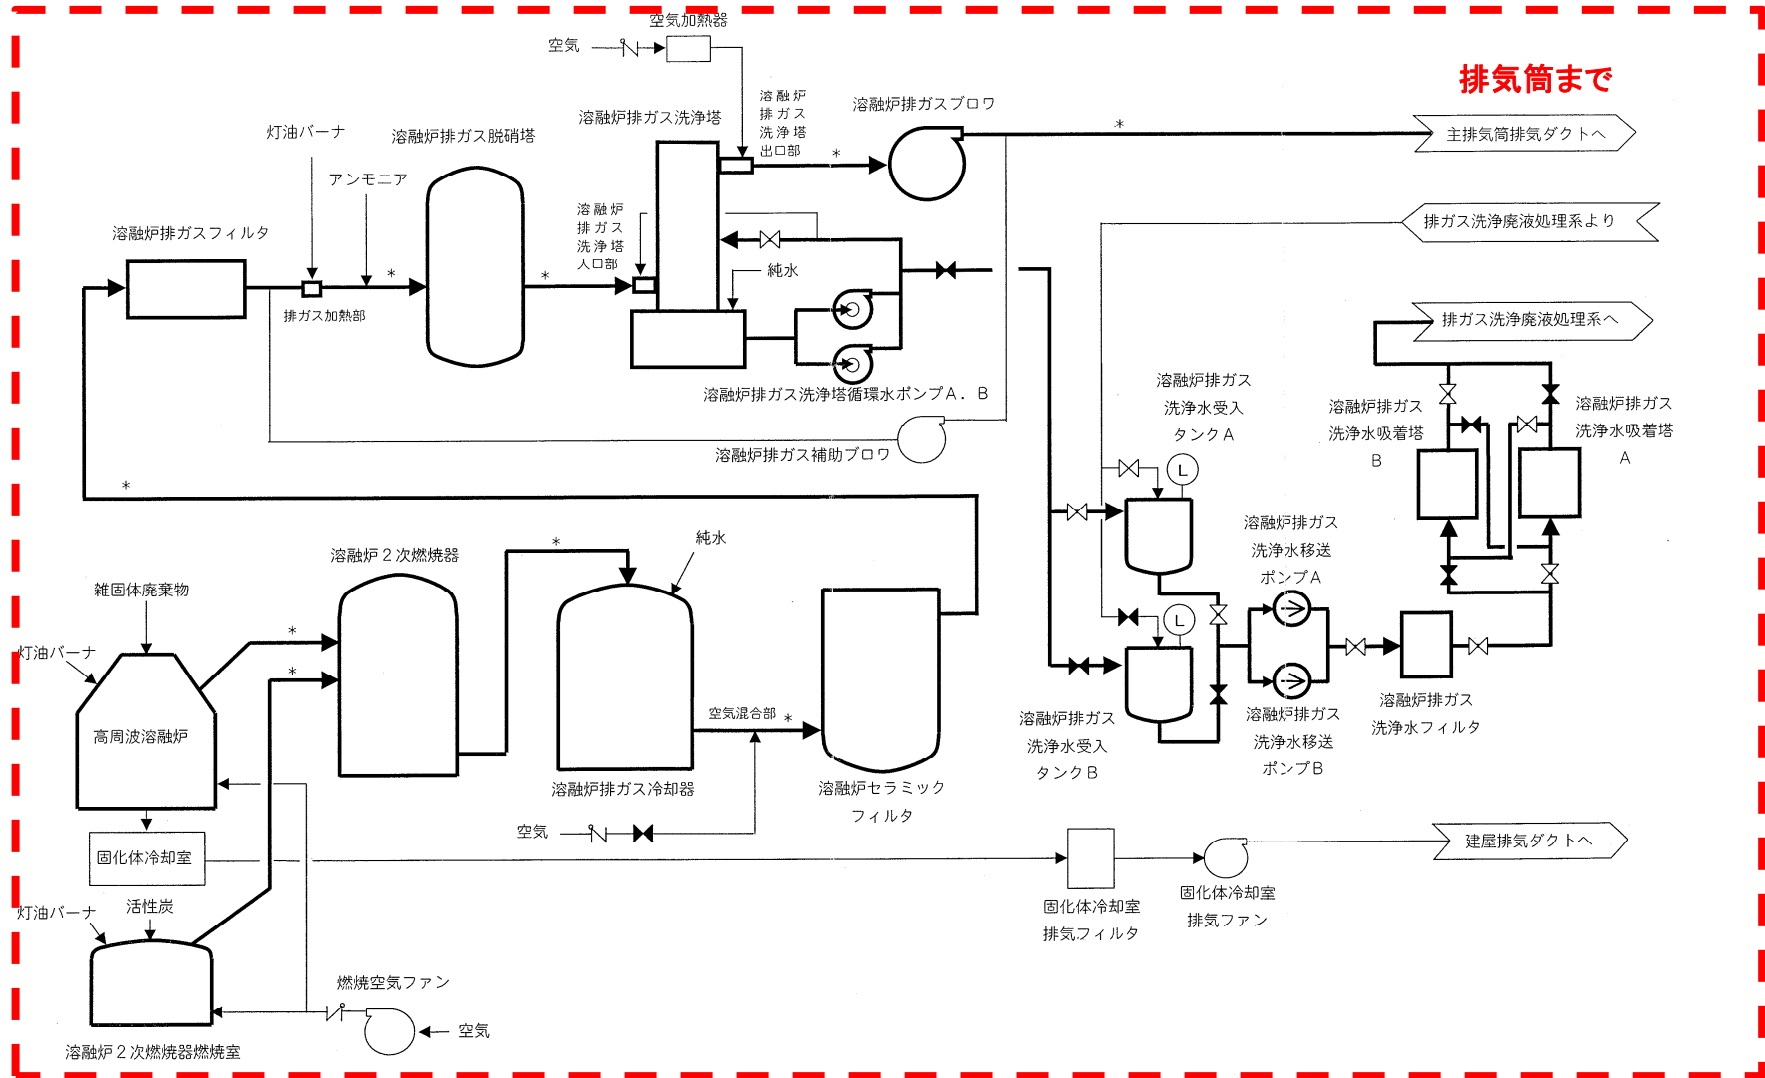 空気加熱器
空気
排気筒まで
溶融炉
排ガス
洗浄塔
出口部
溶融炉排ガスブロワ
溶融炉排ガス洗浄塔
灯油バーナ
溶融炉排ガス脱硝塔
*
*
主排気筒排気ダクトへ
アンモニア
溶融炉
排ガス
洗浄塔
入口部
排ガス洗浄廃液処理系より
溶融炉排ガスフィルタ
*
*
純水
排ガス加熱部
排ガス洗浄廃液処理系へ
溶融炉排ガス洗浄塔循環水ポンプA．B
溶融炉排ガス
洗浄水受入
タンクA
溶融炉排ガス
洗浄水吸着塔
B
溶融炉排ガス
洗浄水吸着塔
A
溶融炉排ガス補助ブロワ
L
*
溶融炉２次燃焼器
*
純水
溶融炉排ガス
洗浄水移送
ポンプA
雑固体廃棄物
灯油バーナ
*
*
L
高周波溶融炉
空気混合部
*
溶融炉排ガス
洗浄水受入
タンクB
溶融炉排ガス
洗浄水移送
ポンプB
溶融炉排ガス
洗浄水フィルタ
溶融炉排ガス冷却器
溶融炉セラミック
フィルタ
空気
固化体冷却室
建屋排気ダクトへ
灯油バーナ
活性炭
固化体冷却室
排気フィルタ
固化体冷却室
排気ファン
燃焼空気ファン
空気
溶融炉２次燃焼器燃焼室